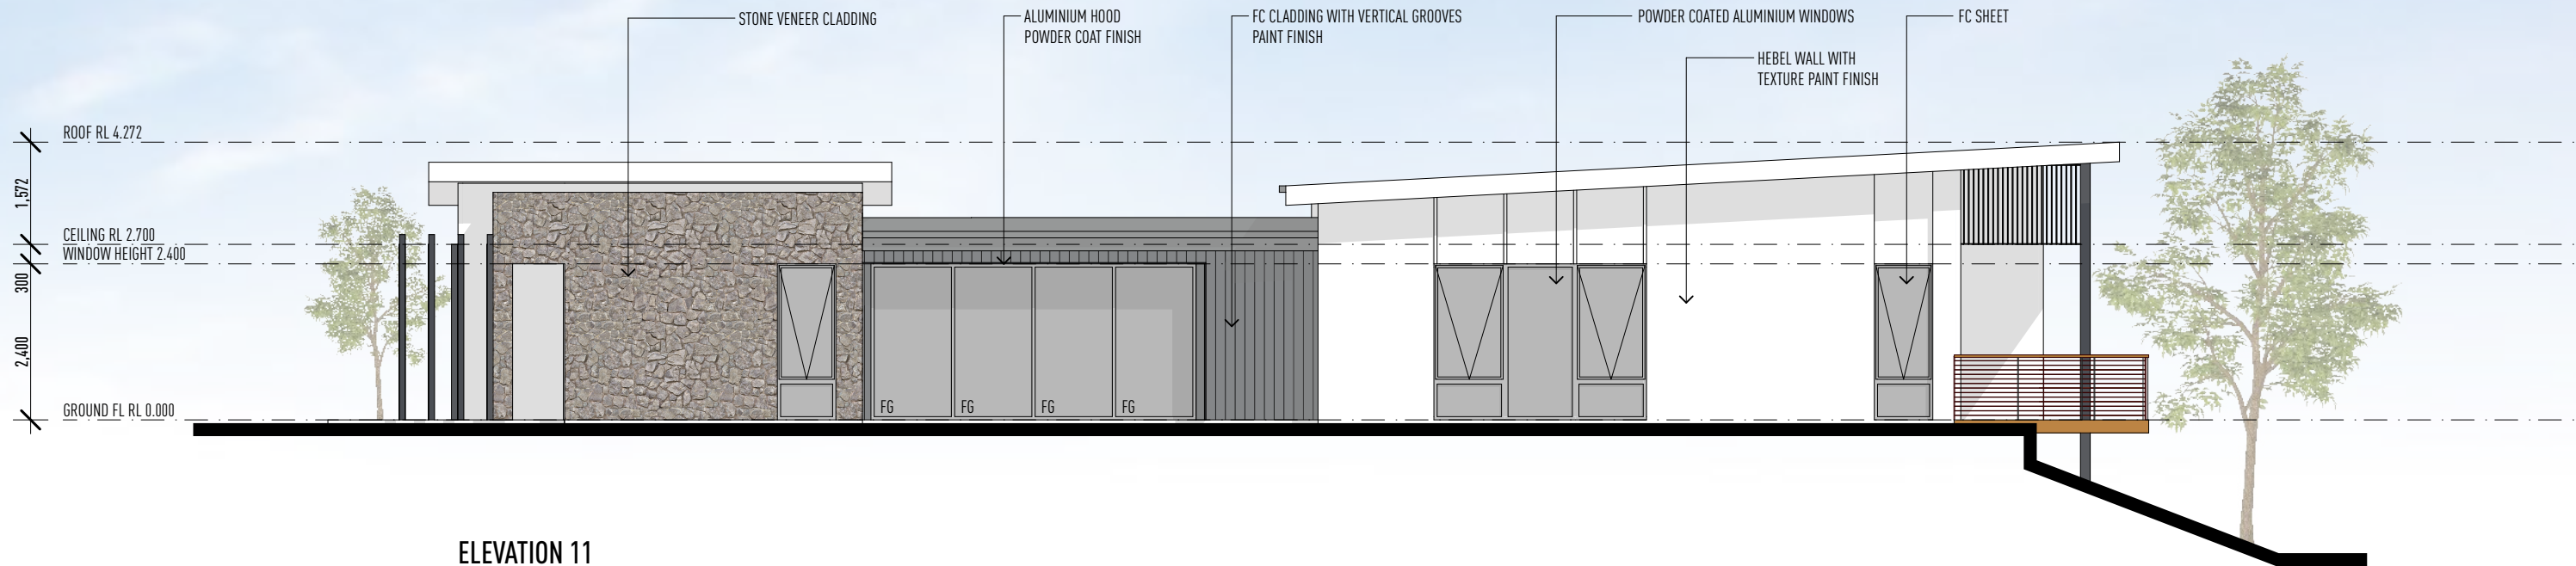 STONE VENEER CLADDING
ALUMINIUM HOOD
POWDER COAT FINISH
FC CLADDING WITH VERTICAL GROOVES
PAINT FINISH
POWDER COATED ALUMINIUM WINDOWS
FC SHEET
HEBEL WALL WITH
TEXTURE PAINT FINISH
ROOF RL 4.272
1,572
CEILING RL 2.700
WINDOW HEIGHT 2.400
300
2,400
GROUND FL RL 0.000
FG
FG
FG
FG
ELEVATION 11